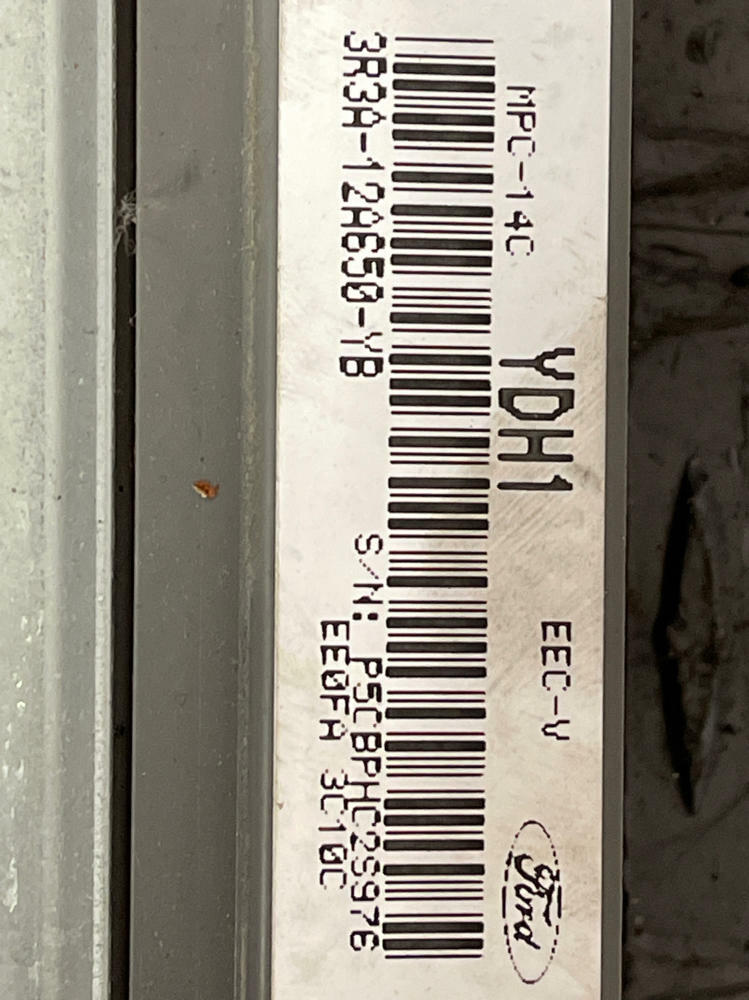 MPC-14C
YDH1
EEC-V
Ford
3R3A-12A650-YB
S/N: P5CBPHC2S976
EE0FA 3C10C